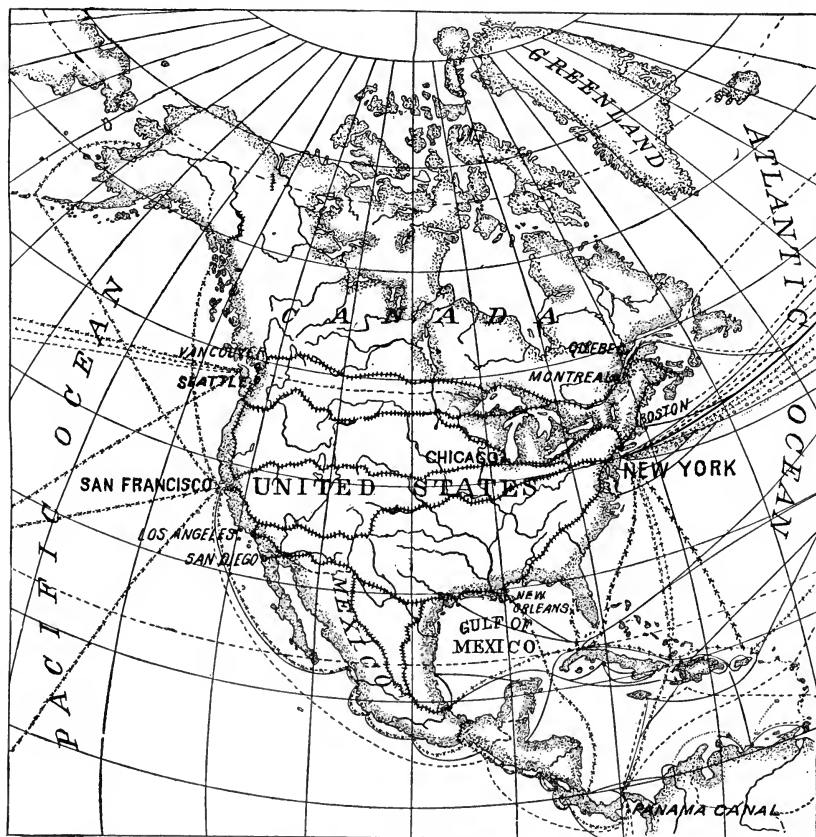 GREENLAND
ATLANTIC OCEAN
CANADA
PACIFIC OCEAN
VANCOUVER
QUEBEC
SEATTLE
MONTREAL
BOSTON
CHICAGO
NEW YORK
SAN FRANCISCO
UNITED STATES
LOS ANGELES
SAN DIEGO
MEXICO
NEW
ORLEANS
GULF OF
MEXICO
PANAMA CANAL